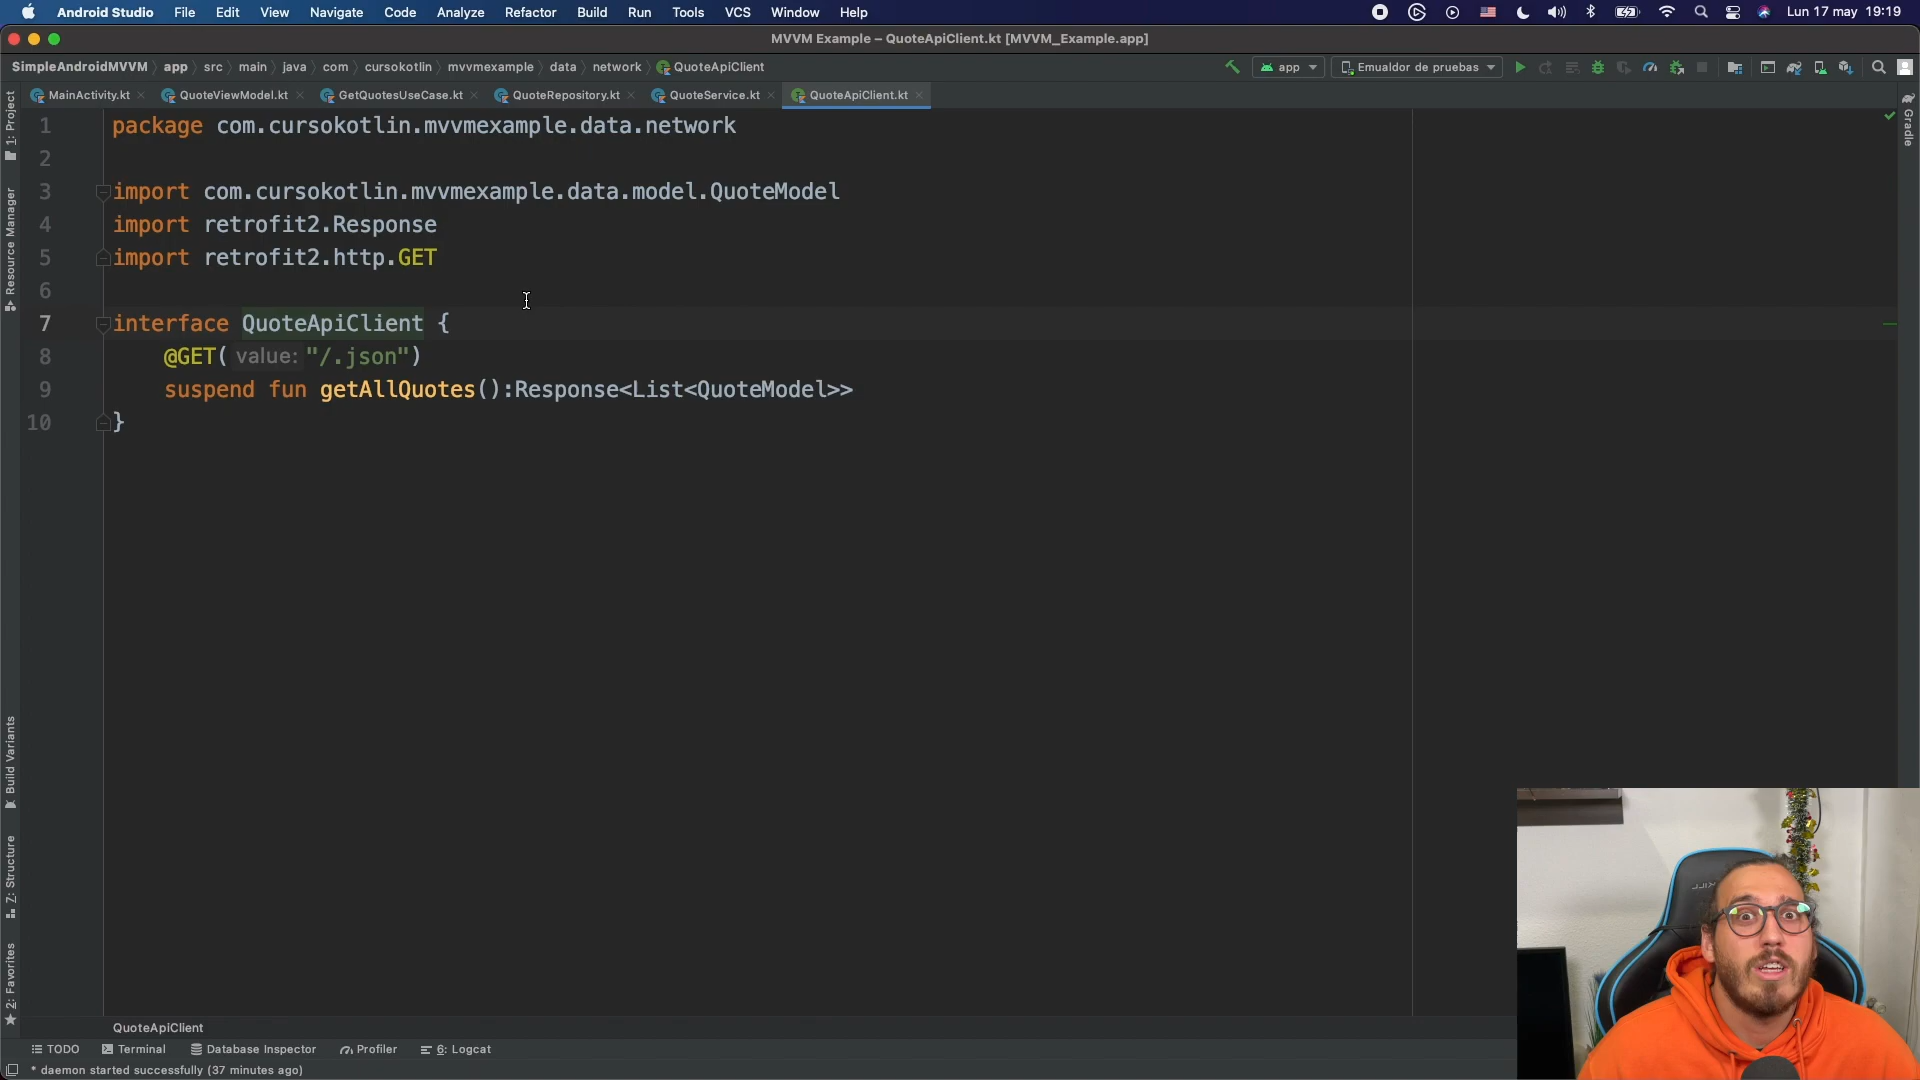 Android Studio File Edit View Navigate Code Analyze Refactor Build Run Tools VCS Window Help Lun 17 may 19:19
MVVM Example – QuoteApiClient.kt [MVVM_Example.app]
SimpleAndroidMVVM app src main java com cursokotlin mvvmexample data network QuoteApiClient app Emualdor de pruebas
MainActivity.kt QuoteViewModel.kt GetQuotesUseCase.kt QuoteRepository.kt QuoteService.kt QuoteApiClient.kt
1 package com.cursokotlin.mvvmexample.data.network
2
3 import com.cursokotlin.mvvmexample.data.model.QuoteModel
4 import retrofit2.Response
5 import retrofit2.http.GET
6
7 interface QuoteApiClient {
8 @GET( value: "/.json")
9 suspend fun getAllQuotes():Response<List<QuoteModel>>
10 }
1: Project
Resource Manager
Build Variants
Z: Structure
2: Favorites
Gradle
QuoteApiClient
TODO Terminal Database Inspector Profiler 6: Logcat
* daemon started successfully (37 minutes ago)